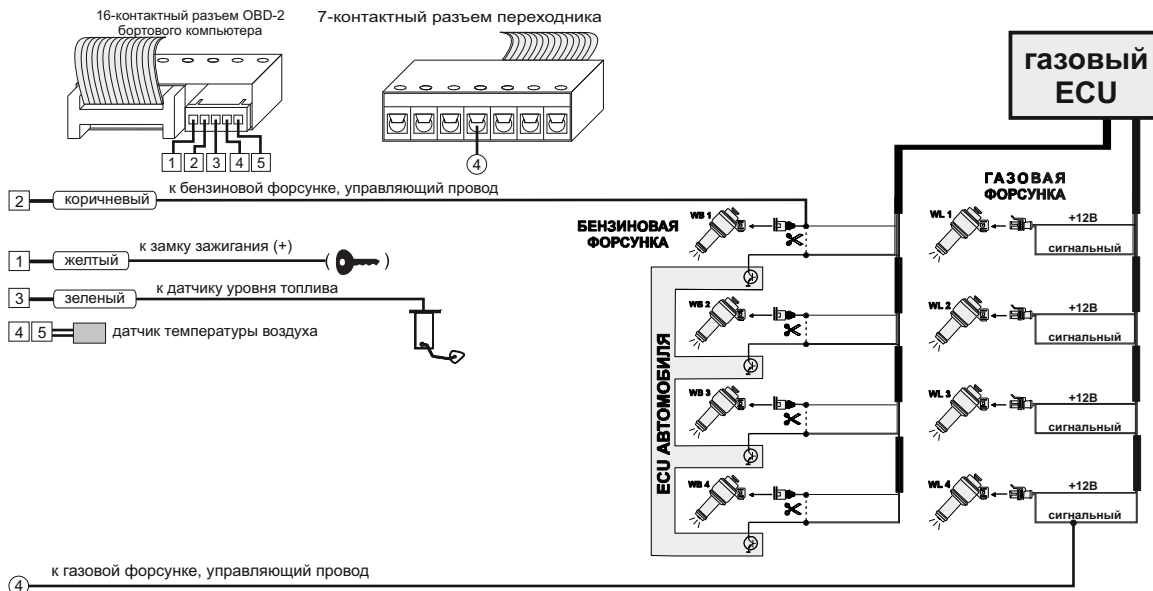 16-контактный разъем OBD-2
бортового компьютера
7-контактный разъем переходника
газовый
ECU
1 2 3 4 5
4
2 коричневый к бензиновой форсунке, управляющий провод
1 желтый к замку зажигания (+)
3 зеленый к датчику уровня топлива
4 5 датчик температуры воздуха
БЕНЗИНОВАЯ
ФОРСУНКА
ГАЗОВАЯ
ФОРСУНКА
WB 1
WB 2
WB 3
WB 4
ECU АВТОМОБИЛЯ
WL 1
+12В
сигнальный
WL 2
+12В
сигнальный
WL 3
+12В
сигнальный
WL 4
+12В
сигнальный
4 к газовой форсунке, управляющий провод